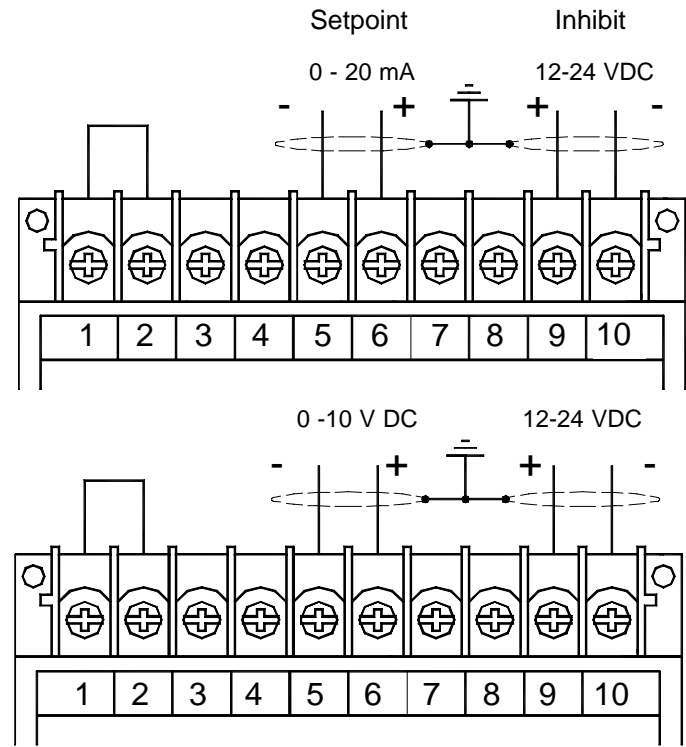 Setpoint Inhibit
0 - 20 mA 12-24 VDC
- + + -
1 2 3 4 5 6 7 8 9 10
0 -10 V DC 12-24 VDC
- + + -
1 2 3 4 5 6 7 8 9 10